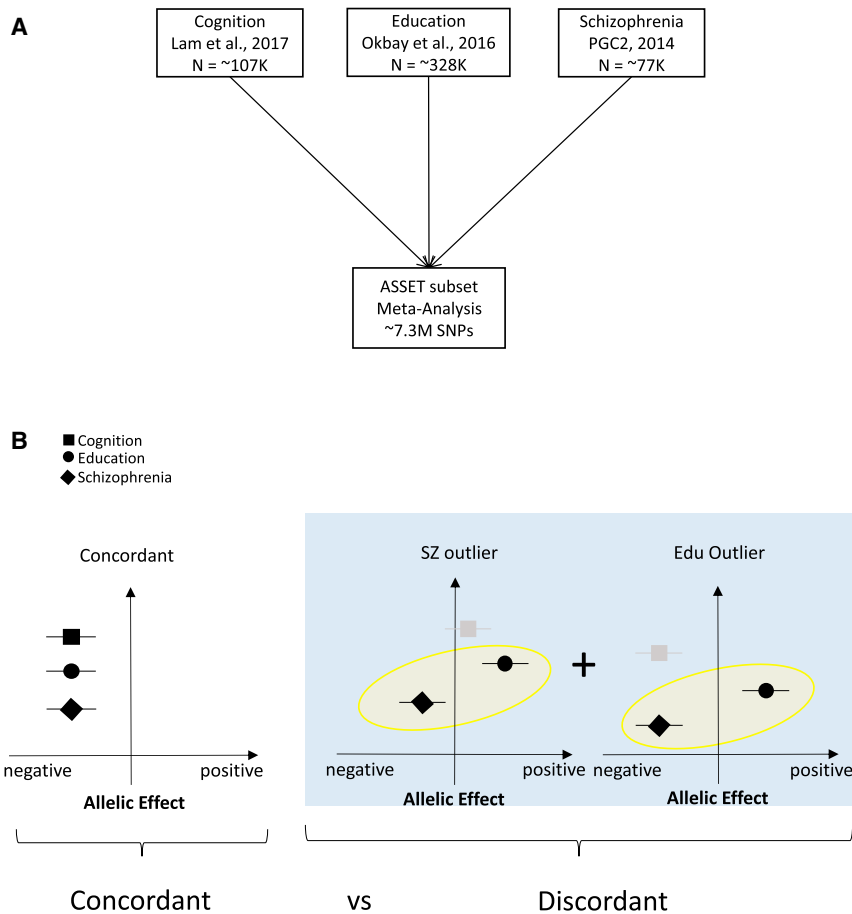 A
Cognition
Lam et al., 2017
N = ~107K
Education
Okbay et al., 2016
N = ~328K
Schizophrenia
PGC2, 2014
N = ~77K
ASSET subset
Meta-Analysis
~7.3M SNPs
B
Cognition
Education
Schizophrenia
Concordant
negative
positive
Allelic Effect
SZ outlier
negative
positive
Allelic Effect
+
Edu Outlier
negative
positive
Allelic Effect
Concordant
vs
Discordant